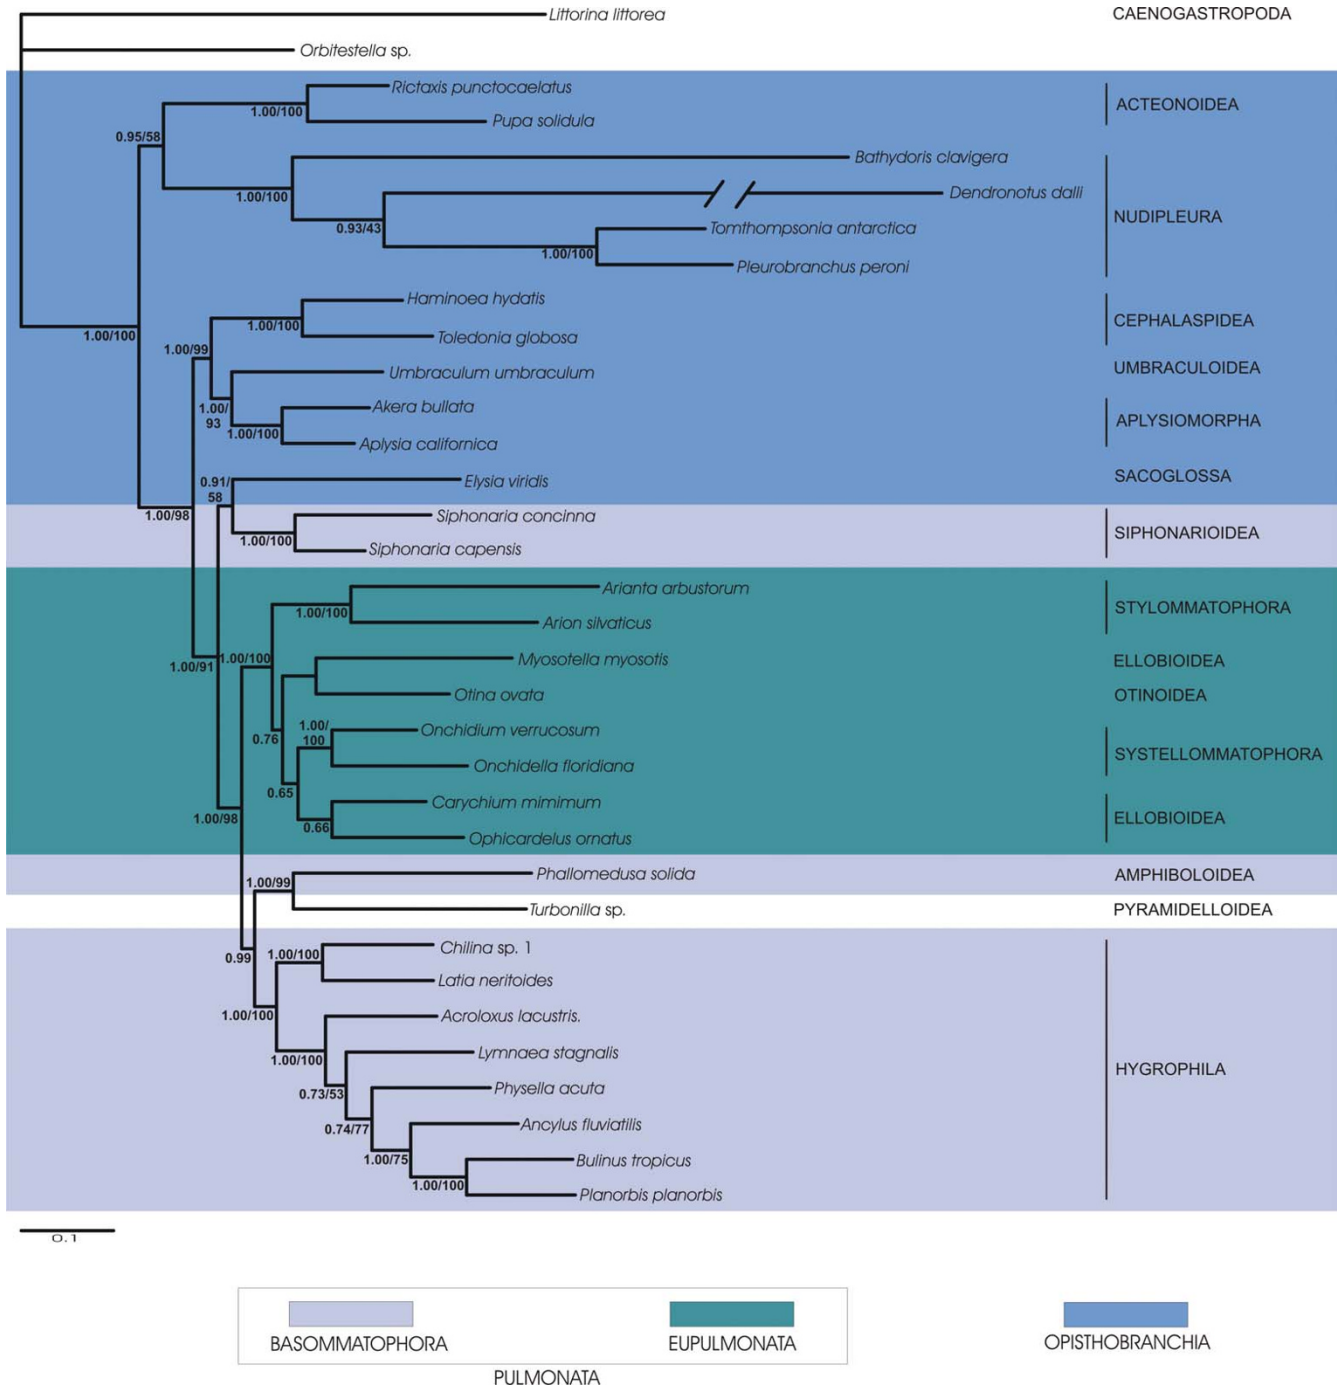 Littorina littorea CAENOGASTROPODA
Orbitestella sp.
Rictaxis punctocaelatus
1.00/100 ACTEONOIDEA
Pupa solidula
0.95/58
Bathydoris clavigera
1.00/100 Dendronotus dalli
NUDIPLEURA
0.93/43 Tomthompsonia antarctica
1.00/100
Pleurobranchus peroni
Haminoea hydatis
1.00/100 CEPHALASPIDEA
1.00/100 Toledonia globosa
1.00/99
Umbraculum umbraculum UMBRACULOIDEA
1.00/
93
Akera bullata
1.00/100 APLYSIOMORPHA
Aplysia californica
0.91/
58
Elysia viridis SACOGLOSSA
1.00/98
Siphonaria concinna
1.00/100 SIPHONARIOIDEA
Siphonaria capensis
Arianta arbustorum
1.00/100 STYLOMMATOPHORA
Arion silvaticus
1.00/91 1.00/100
Myosotella myosotis ELLOBIOIDEA
Otina ovata OTINOIDEA
1.00/
100
Onchidium verrucosum
0.76 SYSTELLOMMATOPHORA
Onchidella floridiana
0.65
Carychium mimimum
1.00/98 0.66 ELLOBIOIDEA
Ophicardelus ornatus
1.00/99 Phallomedusa solida AMPHIBOLOIDEA
Turbonilla sp. PYRAMIDELLOIDEA
0.99
Chilina sp. 1
1.00/100
Latia neritoides
1.00/100
Acroloxus lacustris.
1.00/100
Lymnaea stagnalis
HYGROPHILA
0.73/53
Physella acuta
0.74/77
Ancylus fluviatilis
1.00/75
Bulinus tropicus
1.00/100
Planorbis planorbis
0.1
BASOMMATOPHORA EUPULMONATA OPISTHOBRANCHIA
PULMONATA